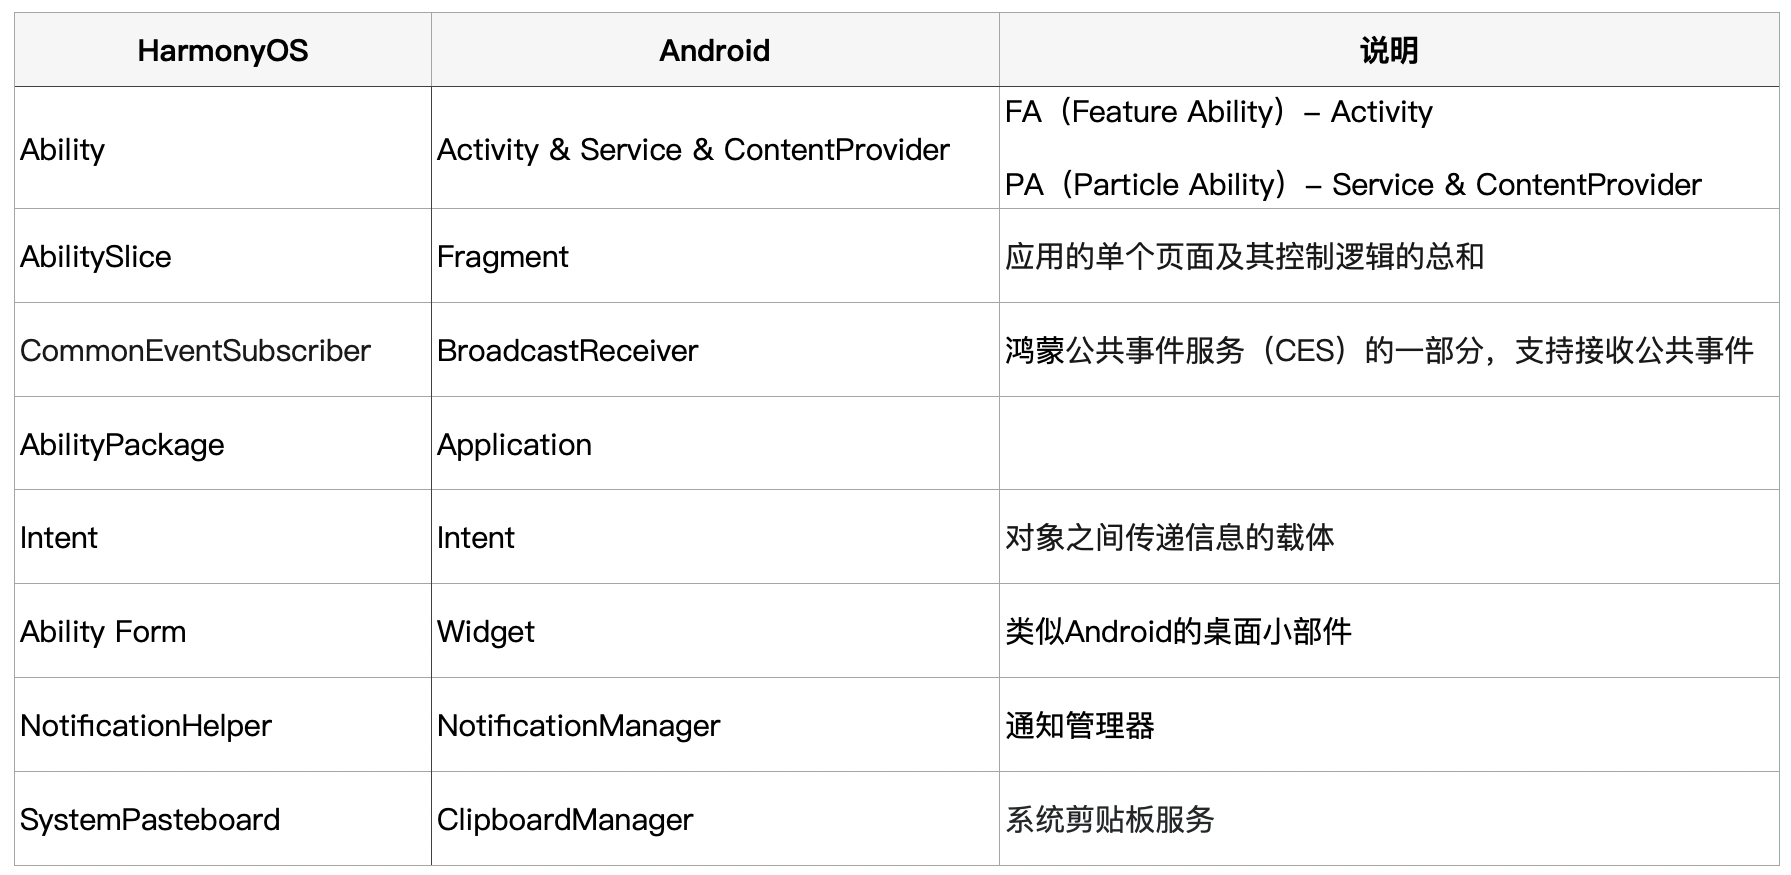 HarmonyOS Android 说明
Ability Activity & Service & ContentProvider FA（Feature Ability）– Activity
PA（Particle Ability）– Service & ContentProvider
AbilitySlice Fragment 应用的单个页面及其控制逻辑的总和
CommonEventSubscriber BroadcastReceiver 鸿蒙公共事件服务（CES）的一部分，支持接收公共事件
AbilityPackage Application
Intent Intent 对象之间传递信息的载体
Ability Form Widget 类似Android的桌面小部件
NotificationHelper NotificationManager 通知管理器
SystemPasteboard ClipboardManager 系统剪贴板服务